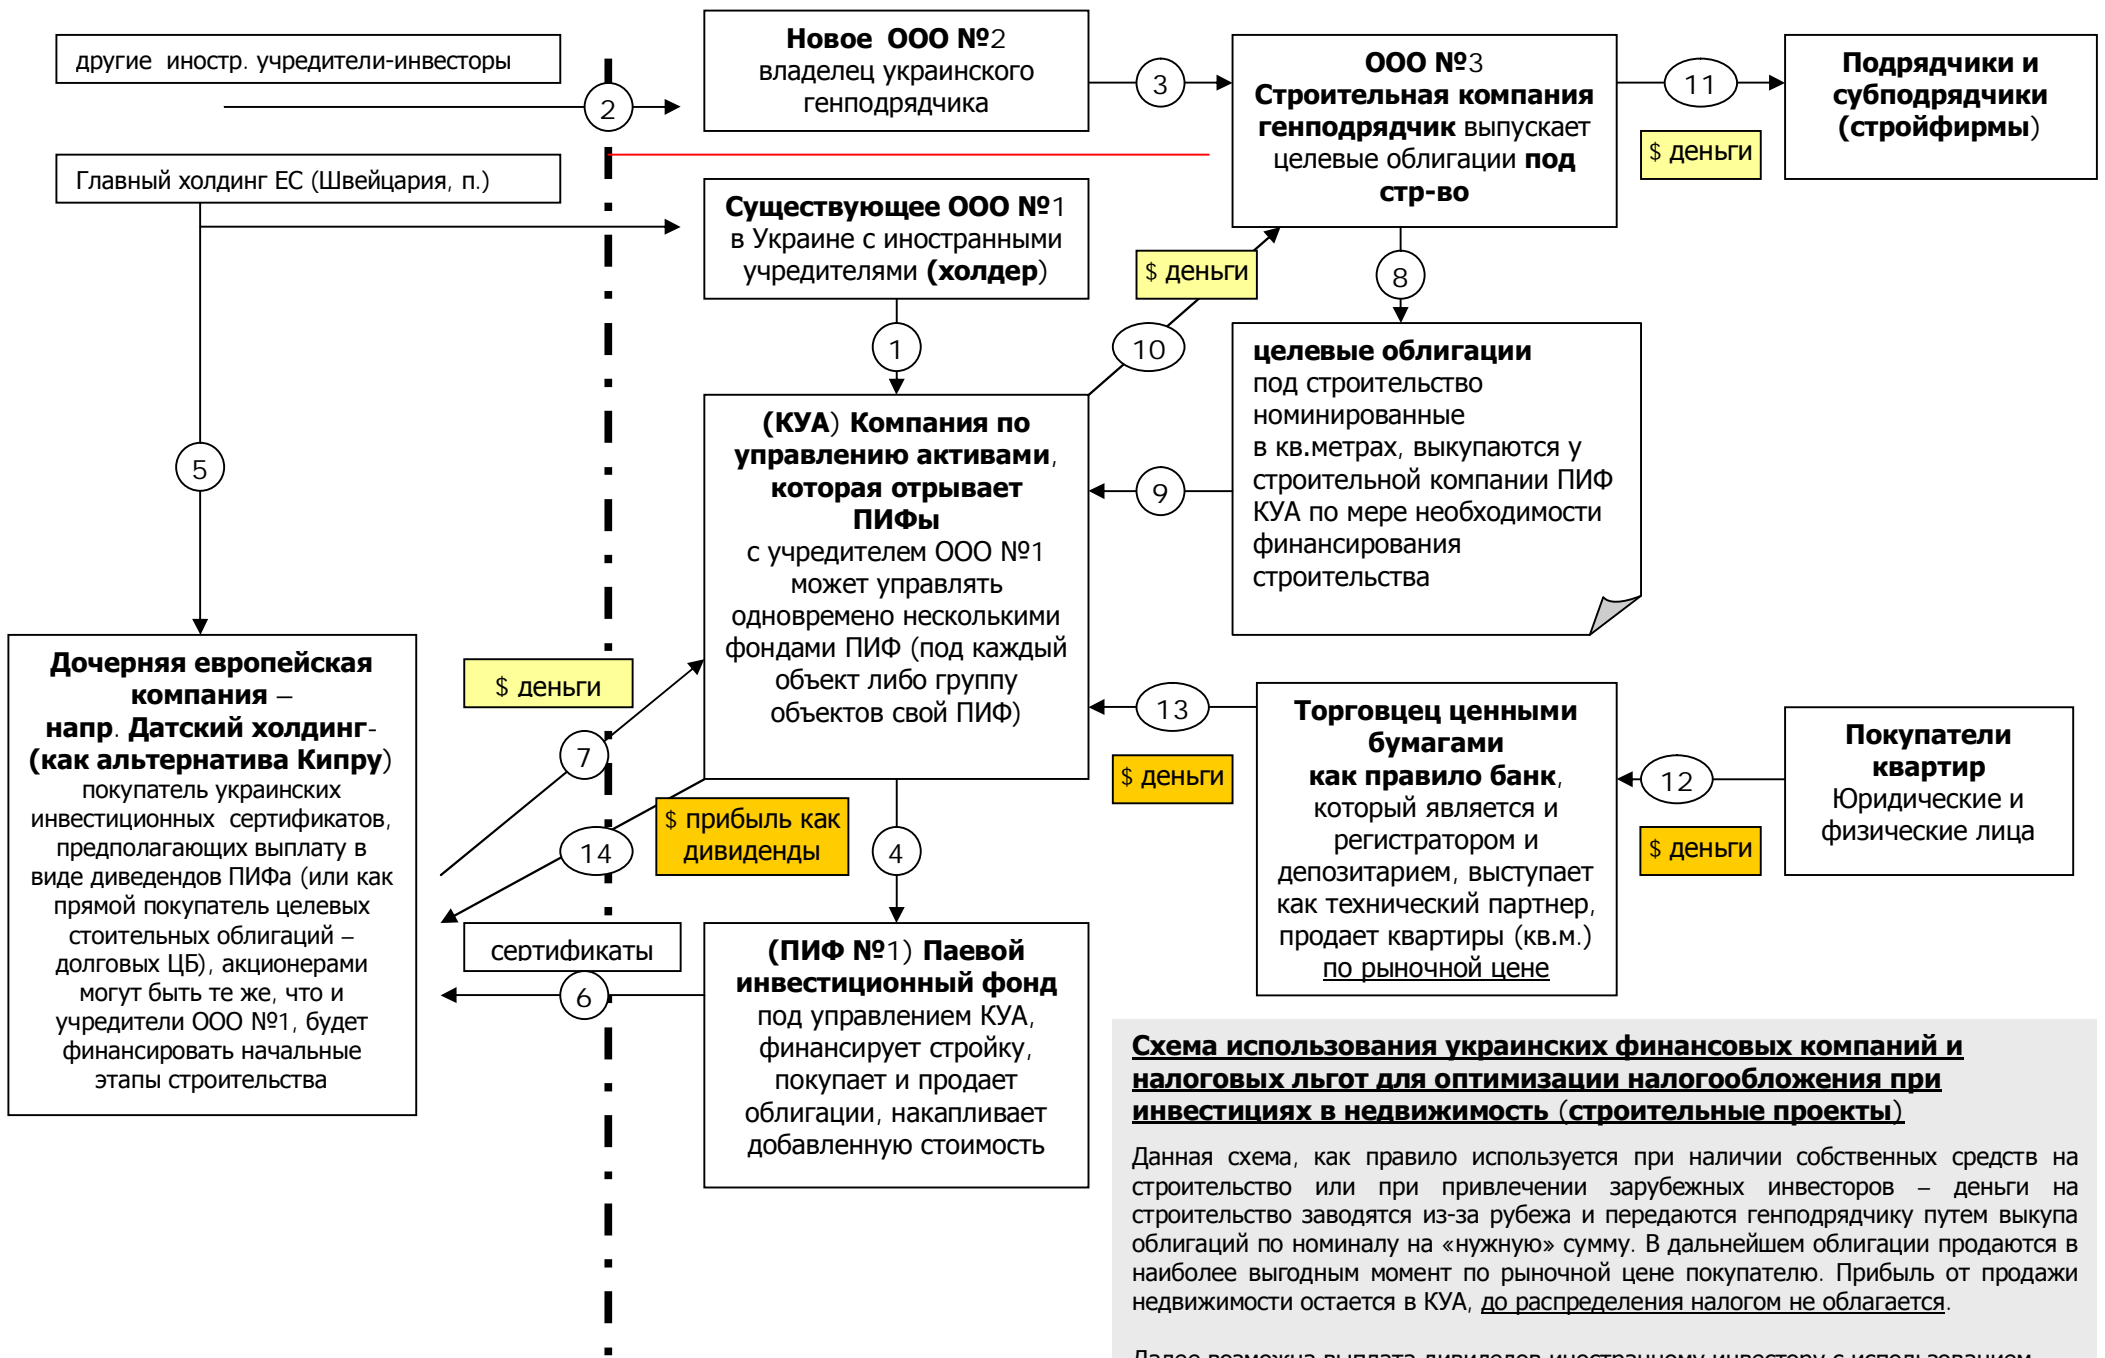 другие иностр. учредители-инвесторы
2
Новое ООО №2
владелец украинского
генподрядчика
3
ООО №3
Строительная компания
генподрядчик выпускает
целевые облигации под
стр-во
11
$ деньги
Подрядчики и
субподрядчики
(стройфирмы)
Главный холдинг ЕС (Швейцария, п.)
Существующее ООО №1
в Украине с иностранными
учредителями (холдер)
$ деньги
8
1
10
целевые облигации
под строительство
номинированные
в кв.метрах, выкупаются у
строительной компании ПИФ
КУА по мере необходимости
финансирования
строительства
5
(КУА) Компания по
управлению активами,
которая отрывает
ПИФы
с учредителем ООО №1
может управлять
одновремено несколькими
фондами ПИФ (под каждый
объект либо группу
объектов свой ПИФ)
9
Дочерняя европейская
компания –
напр. Датский холдинг-
(как альтернатива Кипру)
покупатель украинских
инвестиционных сертификатов,
предполагающих выплату в
виде диведендов ПИФа (или как
прямой покупатель целевых
стоительных облигаций –
долговых ЦБ), акционерами
могут быть те же, что и
учредители ООО №1, будет
финансировать начальные
этапы строительства
$ деньги
7
14
$ прибыль как
дивиденды
4
13
$ деньги
Торговцец ценными
бумагами
как правило банк,
который является и
регистратором и
депозитарием, выступает
как технический партнер,
продает квартиры (кв.м.)
по рыночной цене
12
$ деньги
Покупатели
квартир
Юридические и
физические лица
сертификаты
6
(ПИФ №1) Паевой
инвестиционный фонд
под управлением КУА,
финансирует стройку,
покупает и продает
облигации, накапливает
добавленную стоимость
Схема использования украинских финансовых компаний и
налоговых льгот для оптимизации налогообложения при
инвестициях в недвижимость (строительные проекты)
Данная схема, как правило используется при наличии собственных средств на
строительство или при привлечении зарубежных инвесторов – деньги на
строительство заводятся из-за рубежа и передаются генподрядчику путем выкупа
облигаций по номиналу на «нужную» сумму. В дальнейшем облигации продаются в
наиболее выгодным момент по рыночной цене покупателю. Прибыль от продажи
недвижимости остается в КУА, до распределения налогом не облагается.
Далее возможна выплата дивидедов иностранному инвестору с использованием